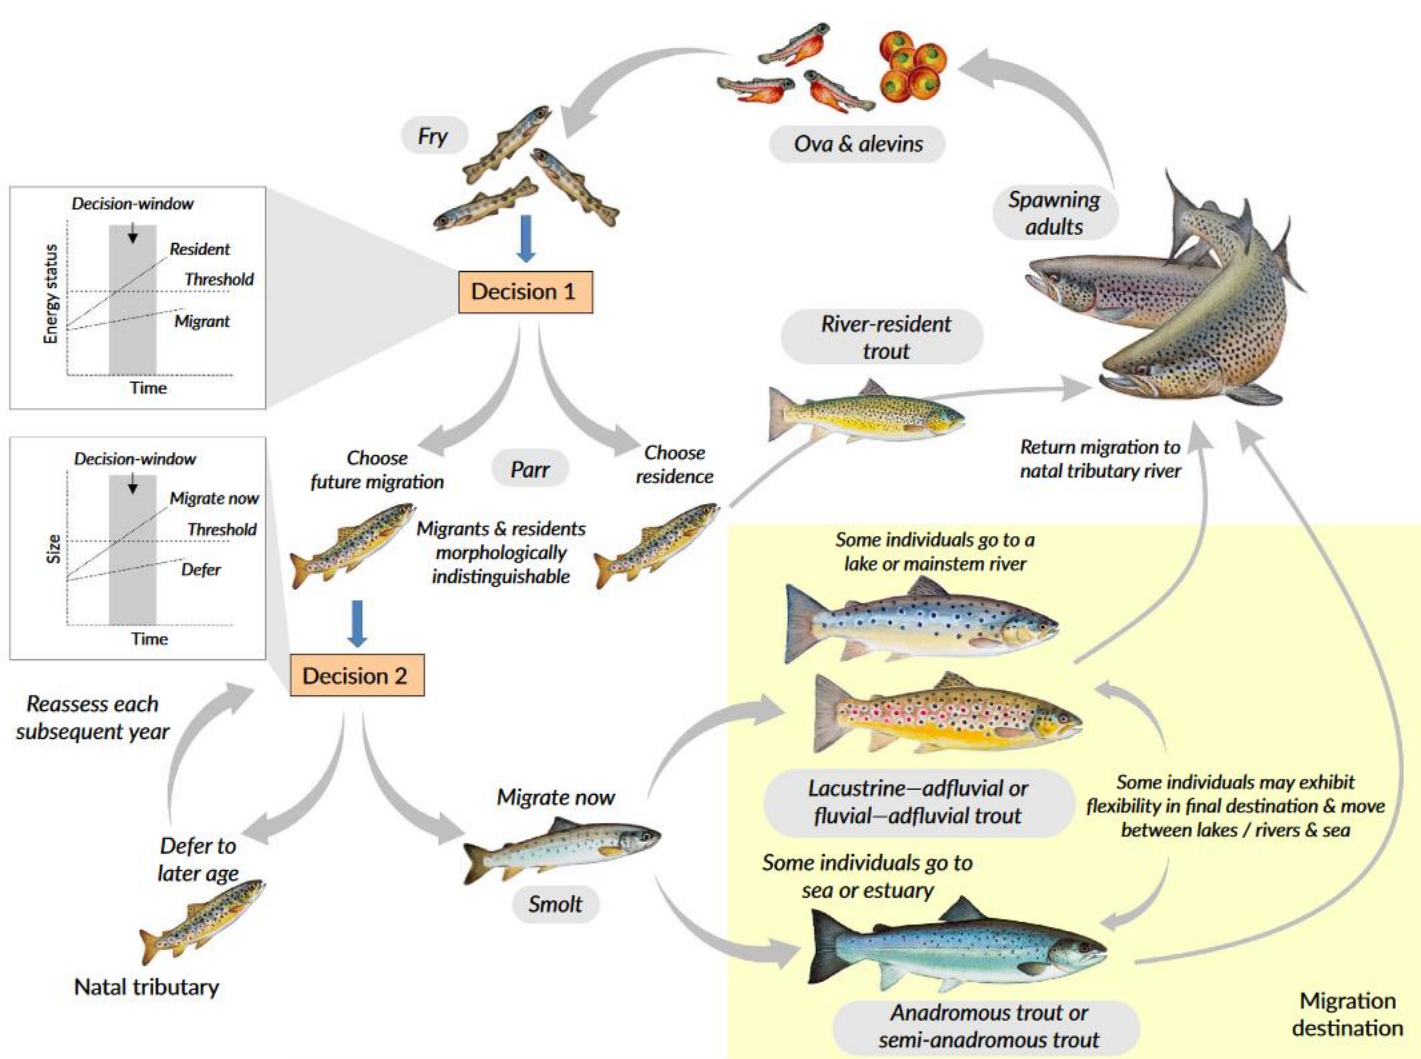 Ova & alevins
Fry
Spawning
adults
Decision-window
Resident
Threshold
Migrant
Energy status
Time
Decision 1
River-resident
trout
Choose
future migration
Parr
Choose
residence
Migrants & residents
morphologically
indistinguishable
Return migration to
natal tributary river
Decision-window
Migrate now
Threshold
Defer
Size
Time
Decision 2
Reassess each
subsequent year
Some individuals go to a
lake or mainstem river
Lacustrine–adfluvial or
fluvial–adfluvial trout
Some individuals may exhibit
flexibility in final destination & move
between lakes / rivers & sea
Migrate now
Smolt
Defer to
later age
Natal tributary
Some individuals go to
sea or estuary
Anadromous trout or
semi-anadromous trout
Migration
destination